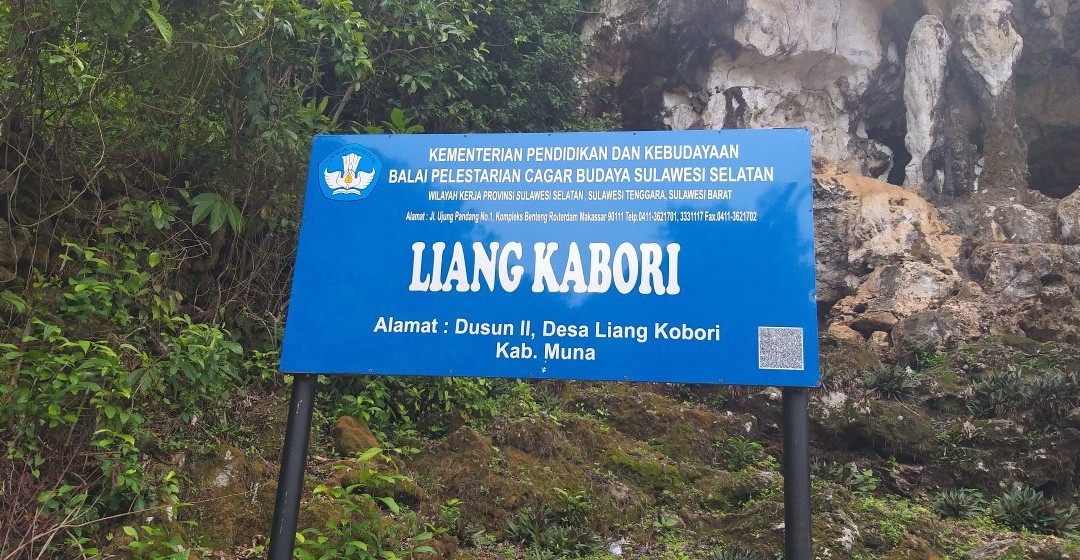 KEMENTERIAN PENDIDIKAN DAN KEBUDAYAAN
BALAI PELESTARIAN CAGAR BUDAYA SULAWESI SELATAN
WILAYAH KERJA PROVINSI SULAWESI SELATAN, SULAWESI TENGGARA, SULAWESI BARAT
Alamat : Jl. Ujung Pandang No.1, Kompleks Benteng Rotterdam Makassar 90111 Telp.0411-3621701, 3331117 Fax.0411-3621702
LIANG KABORI
Alamat : Dusun II, Desa Liang Kobori
Kab. Muna